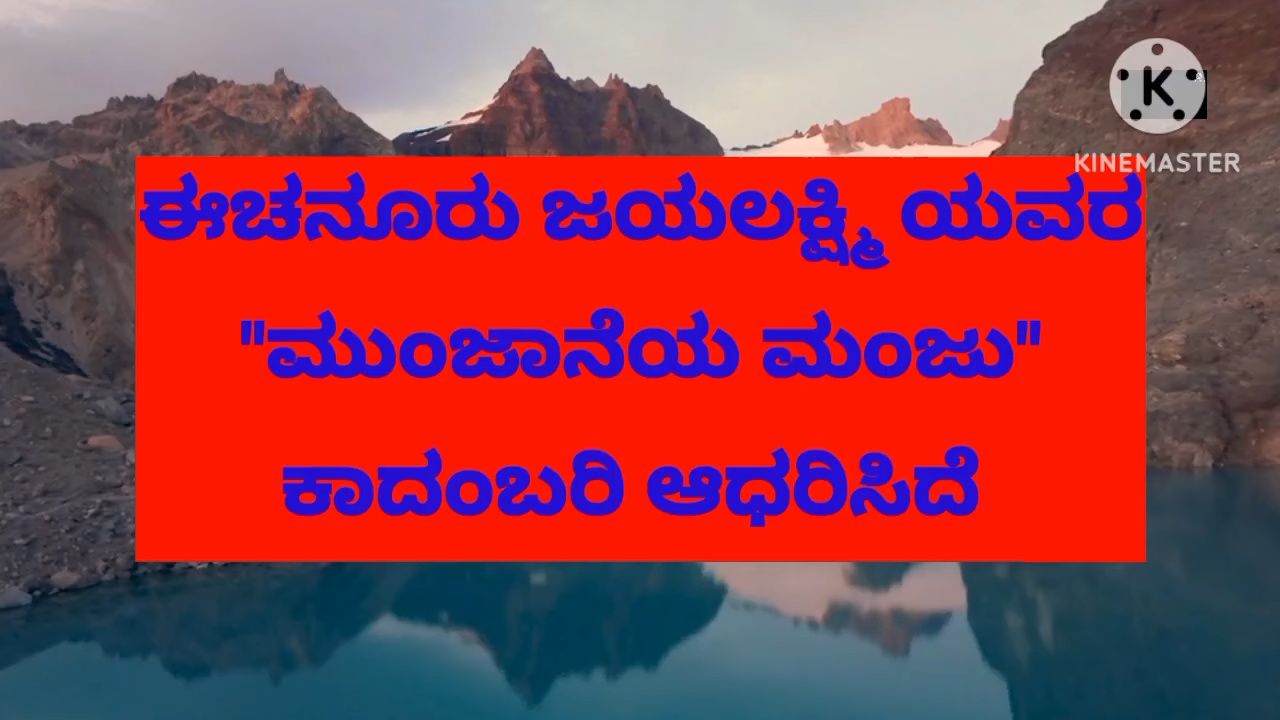 K
KINEMASTER
ಈಚನೂರು ಜಯಲಕ್ಷ್ಮಿ ಯವರ
"ಮುಂಜಾನೆಯ ಮಂಜು"
ಕಾದಂಬರಿ ಆಧರಿಸಿದೆ